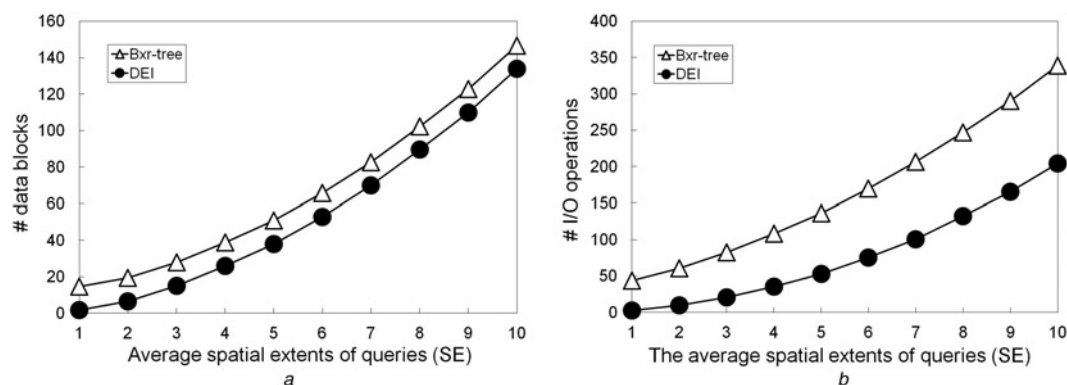 160
140
120
100
80
60
40
20
0
# data blocks
Bxr-tree
DEI
1 2 3 4 5 6 7 8 9 10
Average spatial extents of queries (SE)
a
400
350
300
250
200
150
100
50
0
# I/O operations
Bxr-tree
DEI
1 2 3 4 5 6 7 8 9 10
The average spatial extents of queries (SE)
b